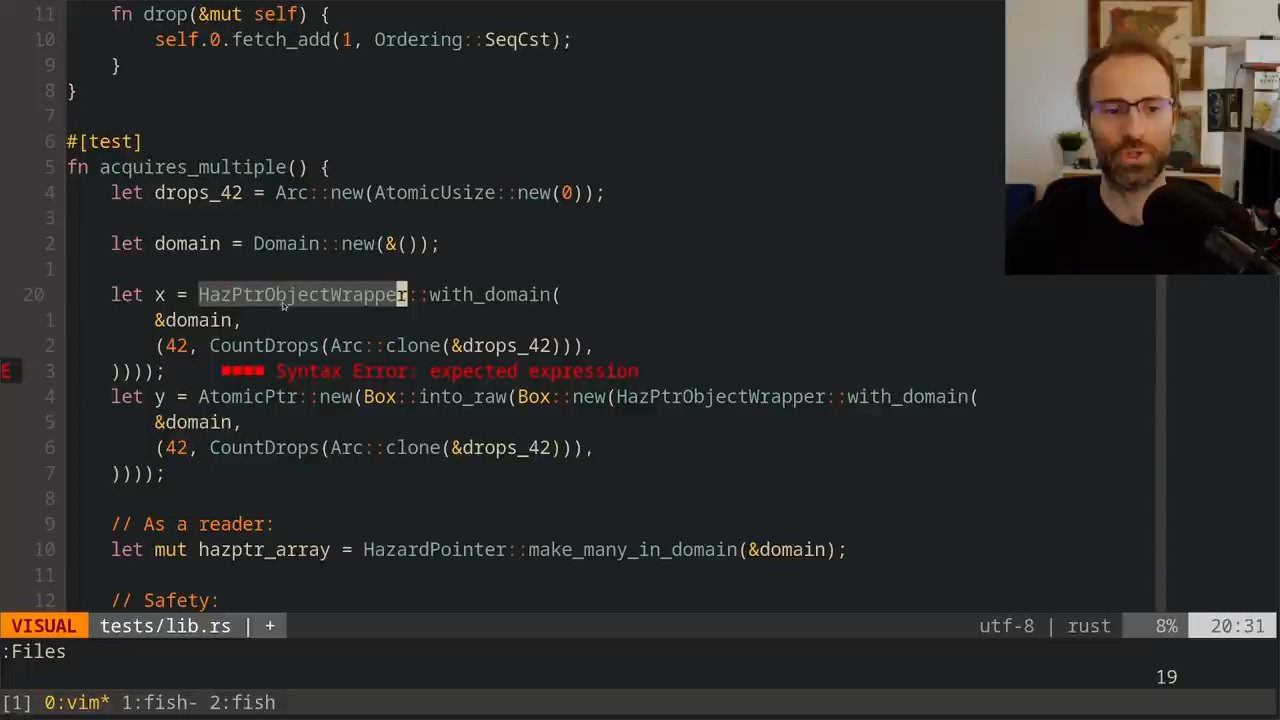 11     fn drop(&mut self) {
10         self.0.fetch_add(1, Ordering::SeqCst);
9     }
8 }
7
6 #[test]
5 fn acquires_multiple() {
4     let drops_42 = Arc::new(AtomicUsize::new(0));
3
2     let domain = Domain::new(&());
1
20     let x = HazPtrObjectWrapper::with_domain(
1         &domain,
2         (42, CountDrops(Arc::clone(&drops_42))),
E 3     )))); ■■■■ Syntax Error: expected expression
4     let y = AtomicPtr::new(Box::into_raw(Box::new(HazPtrObjectWrapper::with_domain(
5         &domain,
6         (42, CountDrops(Arc::clone(&drops_42))),
7     ))));
8
9     // As a reader:
10     let mut hazptr_array = HazardPointer::make_many_in_domain(&domain);
11
12     // Safety:
VISUAL tests/lib.rs | + utf-8 | rust 8% 20:31
:Files
19
[1] 0:vim* 1:fish- 2:fish